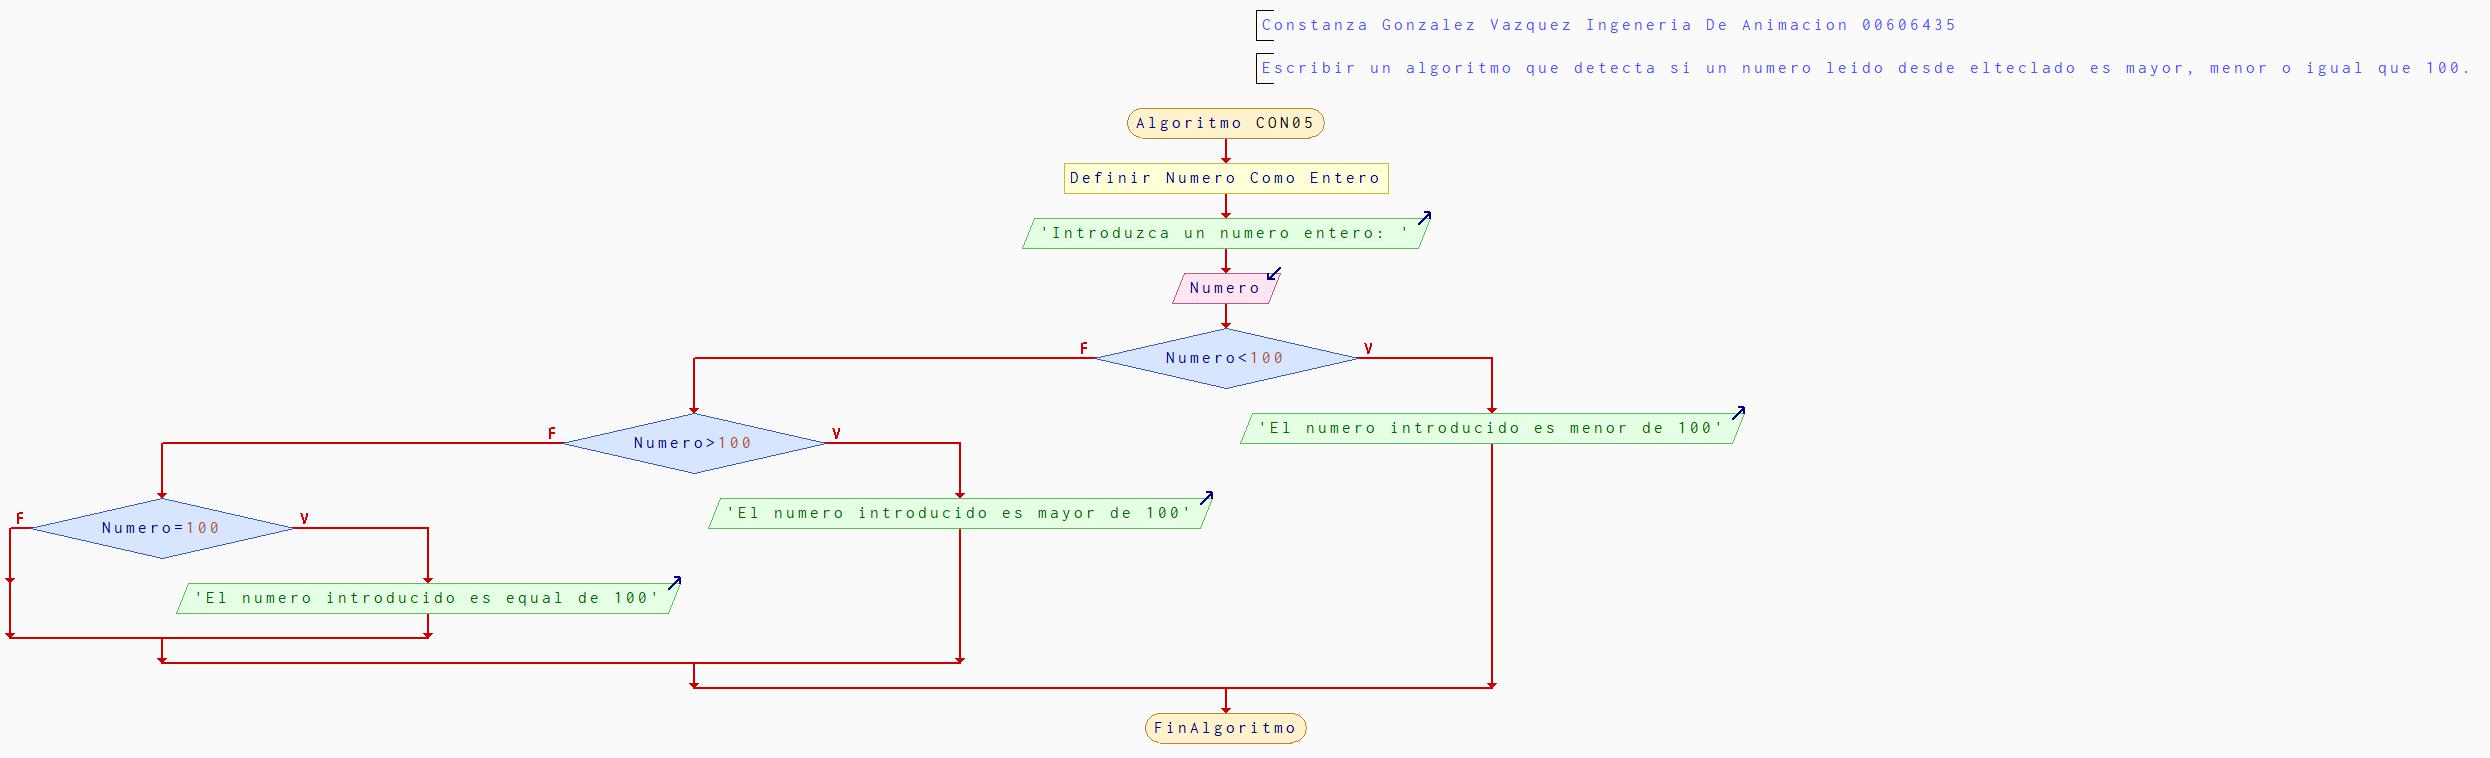 Constanza Gonzalez Vazquez Ingeneria De Animacion 00606435
Escribir un algoritmo que detecta si un numero leido desde elteclado es mayor, menor o igual que 100.
Algoritmo CON05
Definir Numero Como Entero
'Introduzca un numero entero: '
Numero
F
Numero<100
V
'El numero introducido es menor de 100'
F
Numero>100
V
'El numero introducido es mayor de 100'
F
Numero=100
V
'El numero introducido es equal de 100'
FinAlgoritmo